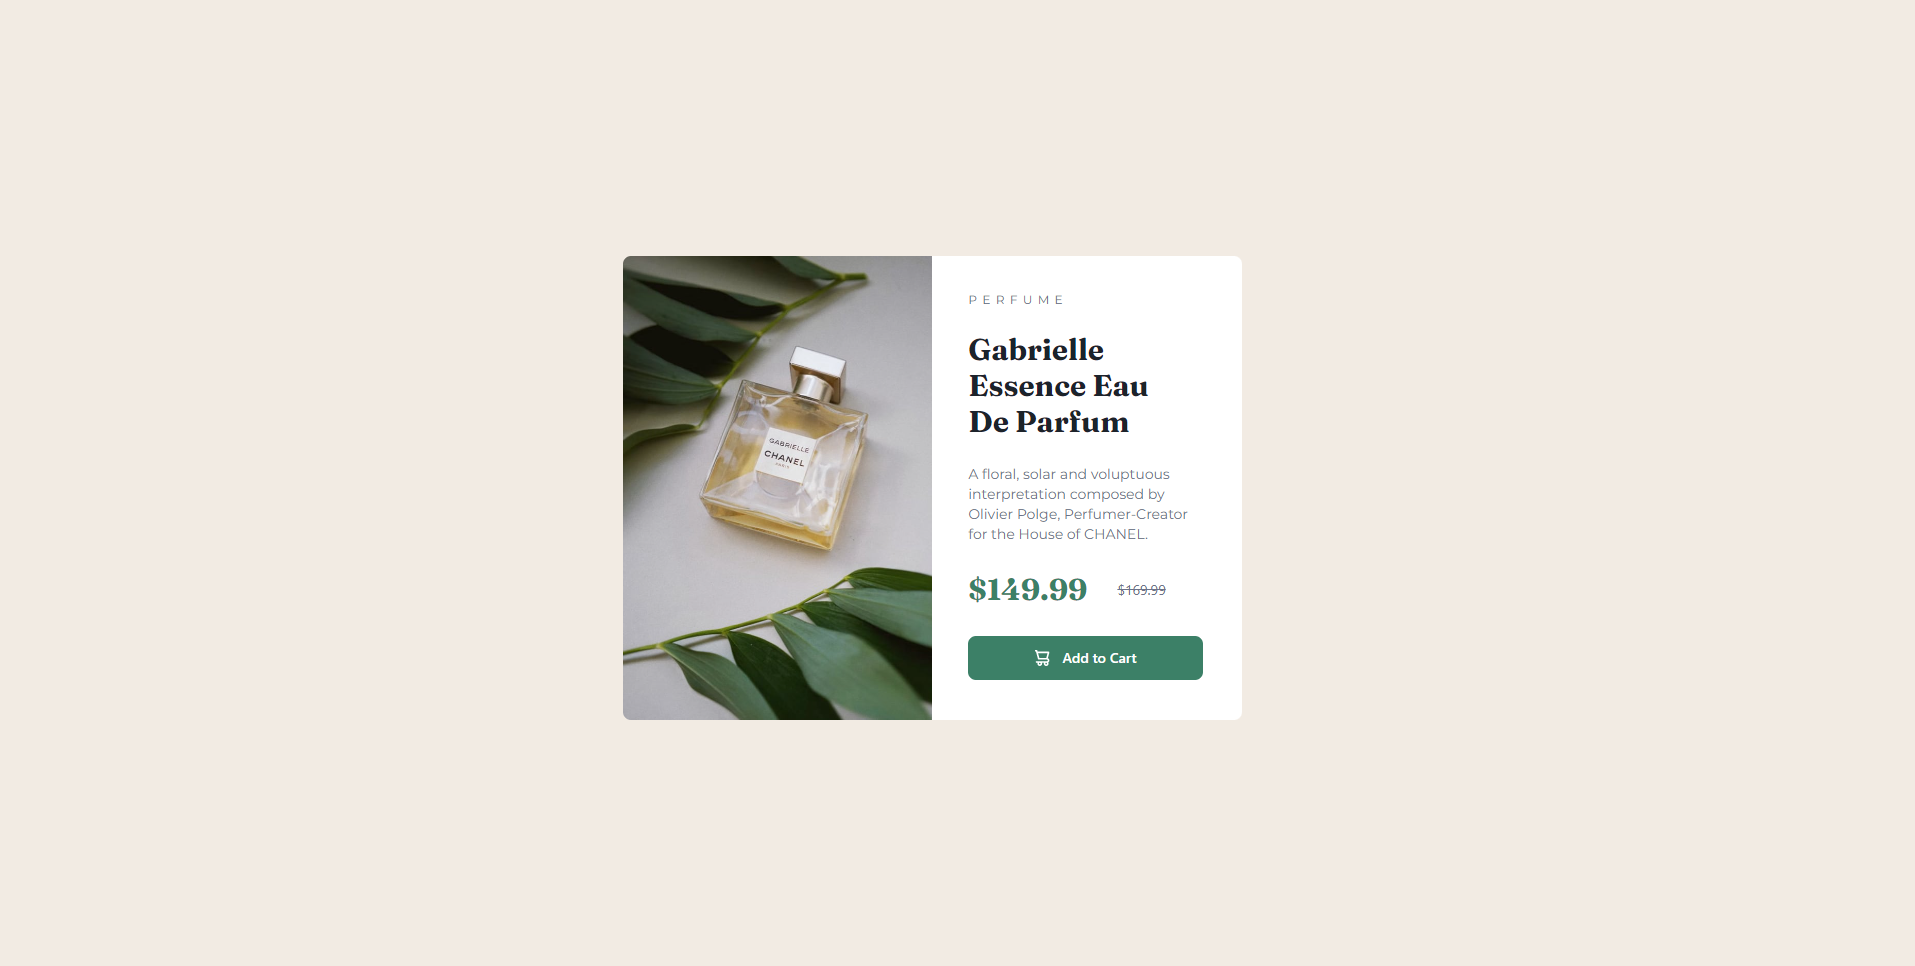 GABRIELLE
CHANEL
PARIS
PERFUME
Gabrielle
Essence Eau
De Parfum
A floral, solar and voluptuous
interpretation composed by
Olivier Polge, Perfumer-Creator
for the House of CHANEL.
$149.99 $169.99
Add to Cart